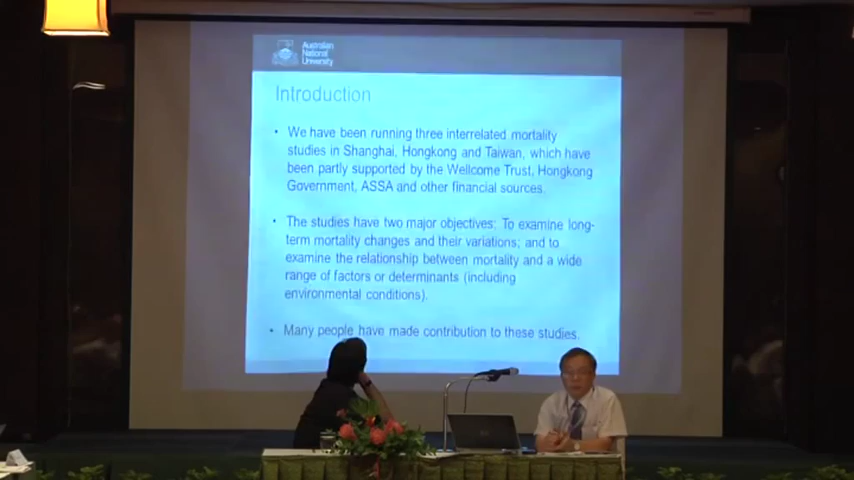 Australian
National
University
Introduction
• We have been running three interrelated mortality
studies in Shanghai, Hongkong and Taiwan, which have
been partly supported by the Wellcome Trust, Hongkong
Government, ASSA and other financial sources.
• The studies have two major objectives: To examine long-
term mortality changes and their variations; and to
examine the relationship between mortality and a wide
range of factors or determinants (including
environmental conditions).
• Many people have made contribution to these studies.